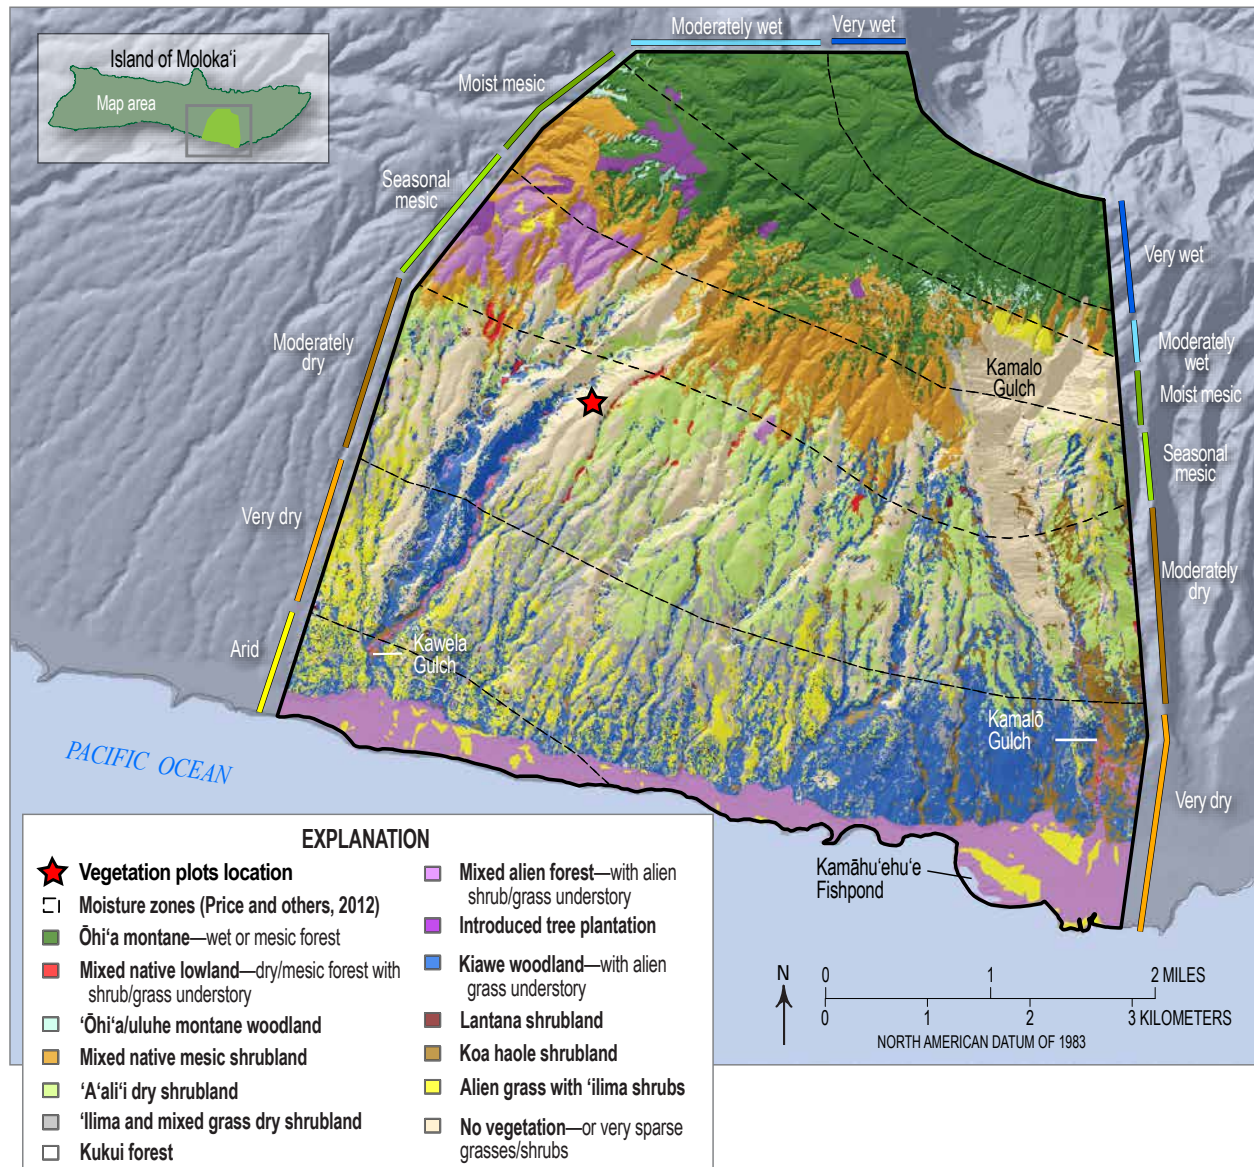 Moderately wet
Very wet
Island of Moloka‘i
Map area
Moist mesic
Seasonal
mesic
Moderately
dry
Very dry
Arid
Very wet
Moderately
wet
Moist mesic
Seasonal
mesic
Moderately
dry
Very dry
Kamalo
Gulch
Kawela
Gulch
Kamalō
Gulch
PACIFIC OCEAN
Kamāhu‘ehu‘e
Fishpond
EXPLANATION
Vegetation plots location
Moisture zones (Price and others, 2012)
Ōhi‘a montane—wet or mesic forest
Mixed native lowland—dry/mesic forest with
shrub/grass understory
‘Ōhi‘a/uluhe montane woodland
Mixed native mesic shrubland
‘A‘ali‘i dry shrubland
‘Ilima and mixed grass dry shrubland
Kukui forest
Mixed alien forest—with alien
shrub/grass understory
Introduced tree plantation
Kiawe woodland—with alien
grass understory
Lantana shrubland
Koa haole shrubland
Alien grass with ‘ilima shrubs
No vegetation—or very sparse
grasses/shrubs
N
0 1 2 MILES
0 1 2 3 KILOMETERS
NORTH AMERICAN DATUM OF 1983